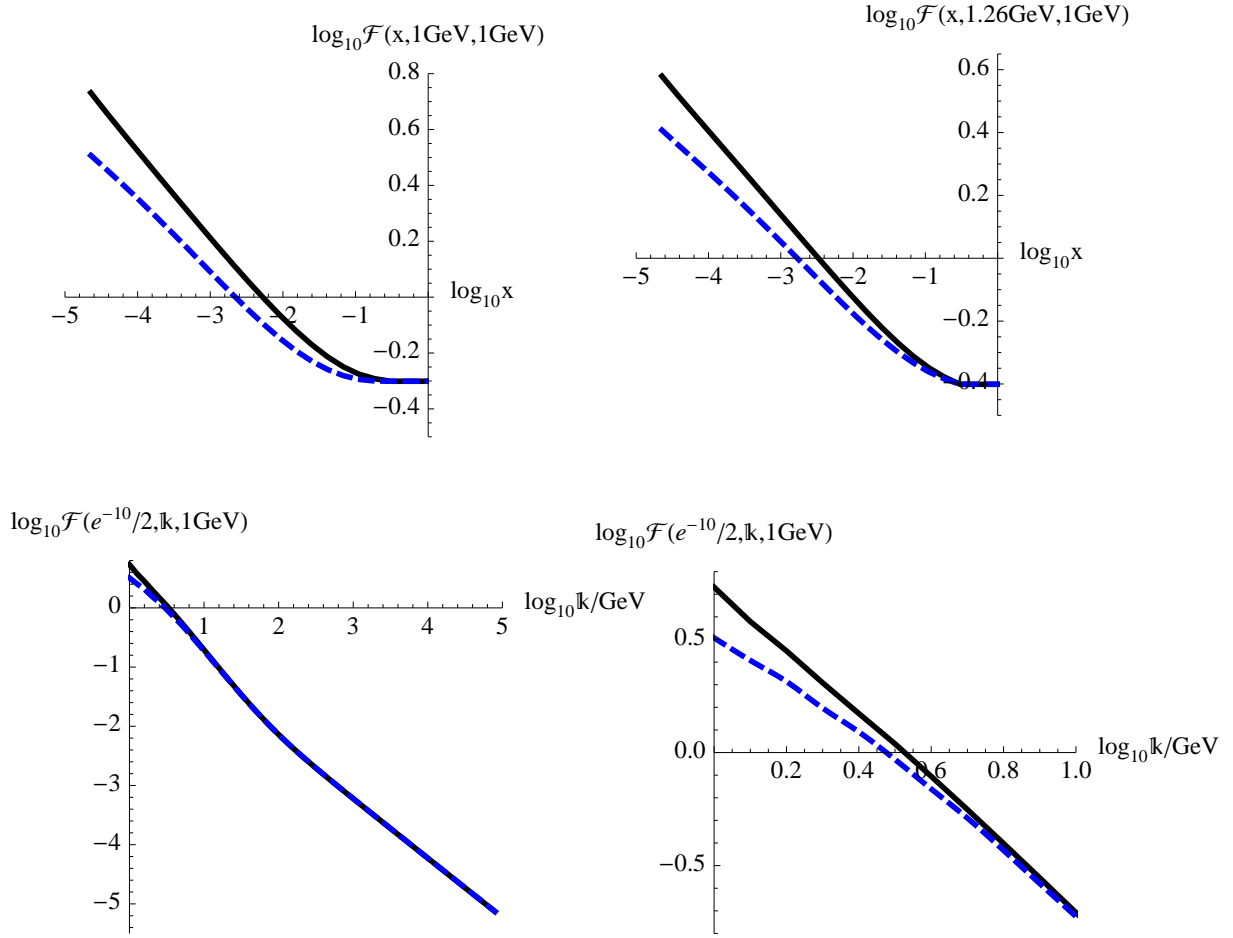 log₁₀ℱ(x,1GeV,1GeV)
0.8
0.6
0.4
0.2
log₁₀x
−5 −4 −3 −2 −1
−0.2
−0.4
log₁₀ℱ(x,1.26GeV,1GeV)
0.6
0.4
0.2
log₁₀x
−5 −4 −3 −2 −1
−0.2
−0.4
log₁₀ℱ(e⁻¹⁰/2,𝕜,1GeV)
0
log₁₀𝕜/GeV
1 2 3 4 5
−1
−2
−3
−4
−5
log₁₀ℱ(e⁻¹⁰/2,𝕜,1GeV)
0.5
0.0
log₁₀𝕜/GeV
0.2 0.4 0.6 0.8 1.0
−0.5